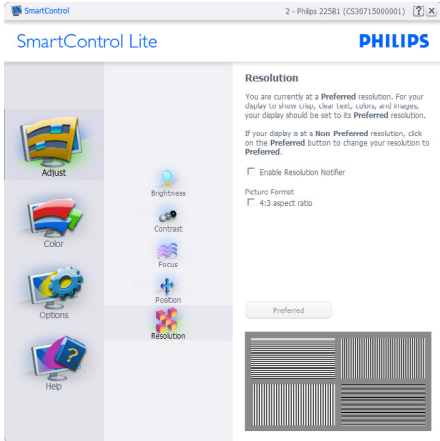 SmartControl
2 - Philips 225B1 (CS30715000001)
SmartControl Lite
PHILIPS
Adjust
Color
Options
Help
Brightness
Contrast
Focus
Position
Resolution
Resolution
You are currently at a Preferred resolution. For your
display to show crisp, clear text, colors, and images,
your display should be set to its Preferred resolution.
If your display is at a Non Preferred resolution, click
on the Preferred button to change your resolution to
Preferred.
Enable Resolution Notifier
Picture Format
4:3 aspect ratio
Preferred